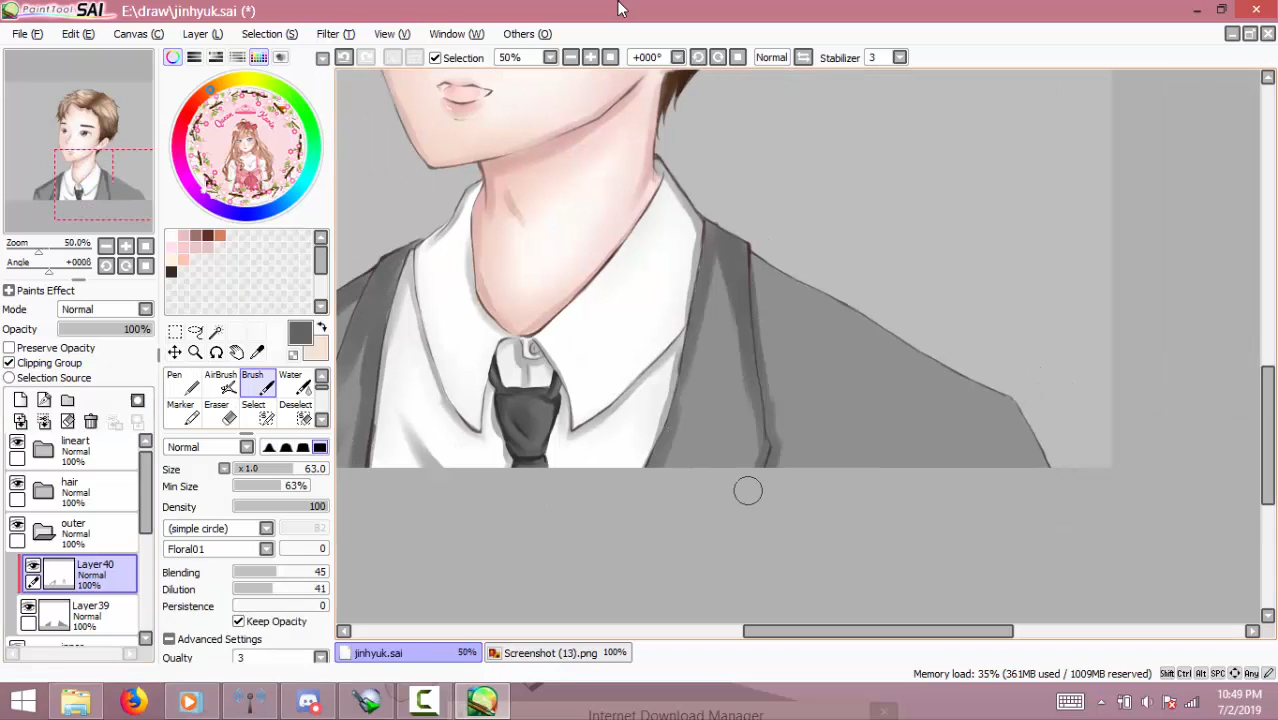 PaintTool SAI E:\draw\jinhyuk.sai (*)
File (F) Edit (E) Canvas (C) Layer (L) Selection (S) Filter (T) View (V) Window (W) Others (O)
Selection 50% +000° Normal Stabilizer 3
Queen Karin
Zoom 50.0%
Angle +000ß
Paints Effect
Mode Normal
Opacity 100%
Preserve Opacity
Clipping Group
Selection Source
lineart
Normal
100%
hair
Normal
100%
outer
Normal
100%
Layer40
Normal
100%
Layer39
Normal
100%
Pen AirBrush Brush Water
Marker Eraser Select Deselect
Normal
Size x 1.0 63.0
Min Size 63%
Density 100
(simple circle) 82
Floral01 0
Blending 45
Dilution 41
Persistence 0
Keep Opacity
Advanced Settings
Qualty 3
jinhyuk.sai 50% Screenshot (13).png 100%
Memory load: 35% (361MB used / 1009MB reserved) Shift Ctrl Alt SPC Any
Internet Download Manager
10:49 PM
7/2/2019